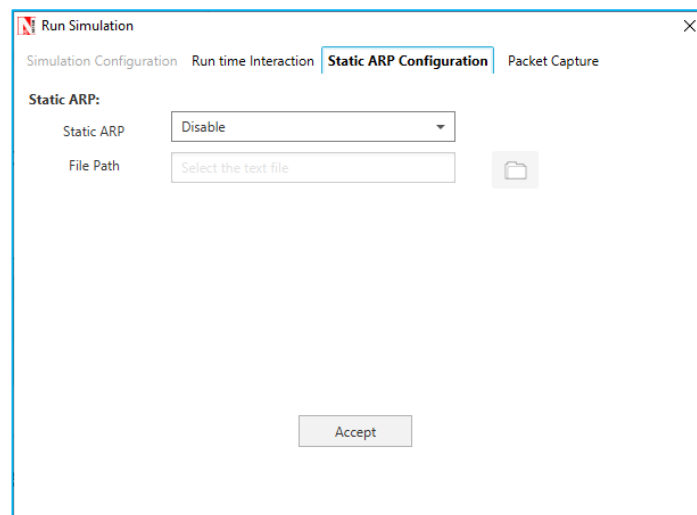 Run Simulation
Simulation Configuration Run time Interaction Static ARP Configuration Packet Capture
Static ARP:
Static ARP Disable
File Path Select the text file
Accept